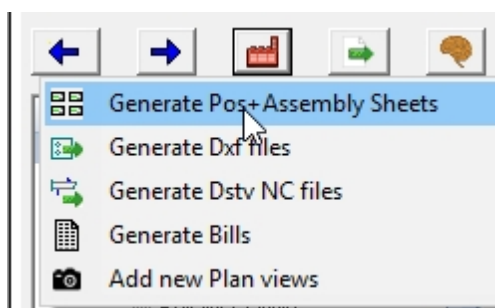 Generate Pos+Assembly Sheets
Generate Dxf files
Generate Dstv NC files
Generate Bills
Add new Plan views